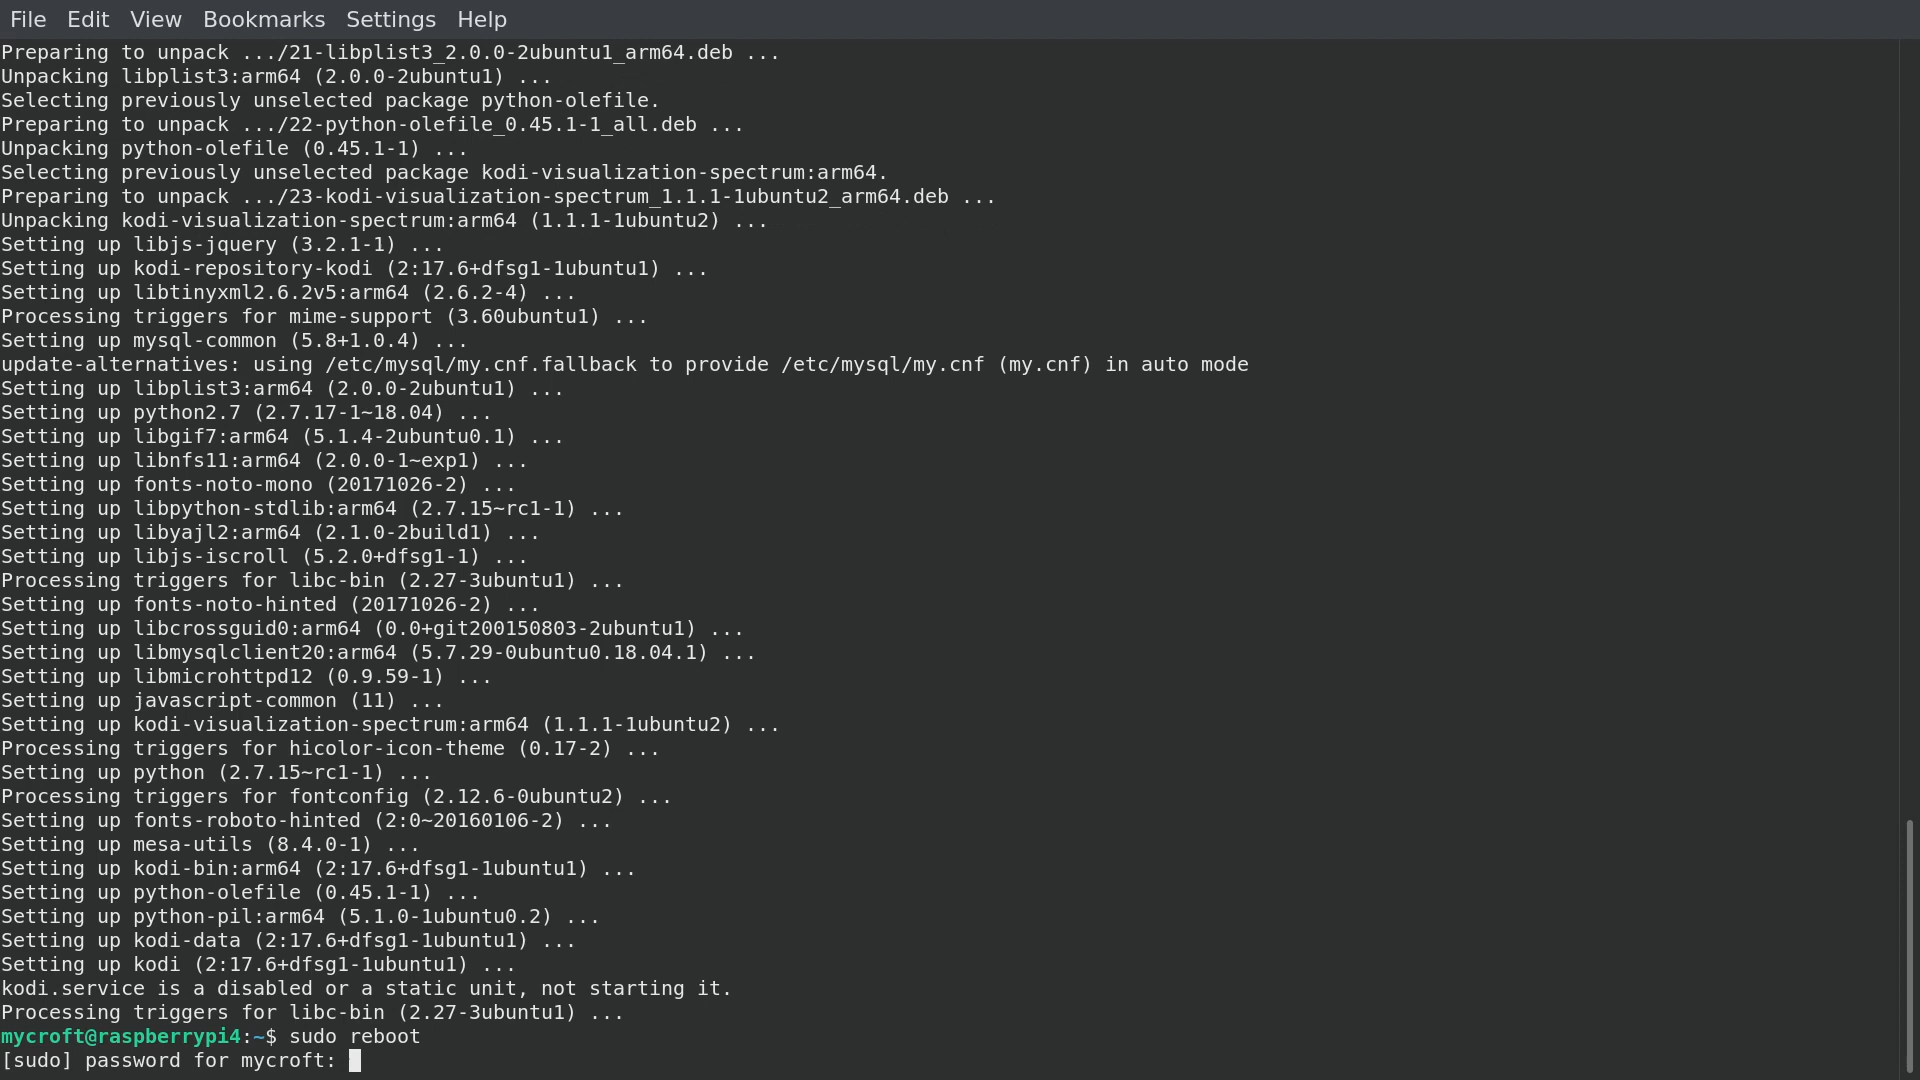 File Edit View Bookmarks Settings Help
Preparing to unpack .../21-libplist3_2.0.0-2ubuntu1_arm64.deb ...
Unpacking libplist3:arm64 (2.0.0-2ubuntu1) ...
Selecting previously unselected package python-olefile.
Preparing to unpack .../22-python-olefile_0.45.1-1_all.deb ...
Unpacking python-olefile (0.45.1-1) ...
Selecting previously unselected package kodi-visualization-spectrum:arm64.
Preparing to unpack .../23-kodi-visualization-spectrum_1.1.1-1ubuntu2_arm64.deb ...
Unpacking kodi-visualization-spectrum:arm64 (1.1.1-1ubuntu2) ...
Setting up libjs-jquery (3.2.1-1) ...
Setting up kodi-repository-kodi (2:17.6+dfsg1-1ubuntu1) ...
Setting up libtinyxml2.6.2v5:arm64 (2.6.2-4) ...
Processing triggers for mime-support (3.60ubuntu1) ...
Setting up mysql-common (5.8+1.0.4) ...
update-alternatives: using /etc/mysql/my.cnf.fallback to provide /etc/mysql/my.cnf (my.cnf) in auto mode
Setting up libplist3:arm64 (2.0.0-2ubuntu1) ...
Setting up python2.7 (2.7.17-1~18.04) ...
Setting up libgif7:arm64 (5.1.4-2ubuntu0.1) ...
Setting up libnfs11:arm64 (2.0.0-1~exp1) ...
Setting up fonts-noto-mono (20171026-2) ...
Setting up libpython-stdlib:arm64 (2.7.15~rc1-1) ...
Setting up libyajl2:arm64 (2.1.0-2build1) ...
Setting up libjs-iscroll (5.2.0+dfsg1-1) ...
Processing triggers for libc-bin (2.27-3ubuntu1) ...
Setting up fonts-noto-hinted (20171026-2) ...
Setting up libcrossguid0:arm64 (0.0+git200150803-2ubuntu1) ...
Setting up libmysqlclient20:arm64 (5.7.29-0ubuntu0.18.04.1) ...
Setting up libmicrohttpd12 (0.9.59-1) ...
Setting up javascript-common (11) ...
Setting up kodi-visualization-spectrum:arm64 (1.1.1-1ubuntu2) ...
Processing triggers for hicolor-icon-theme (0.17-2) ...
Setting up python (2.7.15~rc1-1) ...
Processing triggers for fontconfig (2.12.6-0ubuntu2) ...
Setting up fonts-roboto-hinted (2:0~20160106-2) ...
Setting up mesa-utils (8.4.0-1) ...
Setting up kodi-bin:arm64 (2:17.6+dfsg1-1ubuntu1) ...
Setting up python-olefile (0.45.1-1) ...
Setting up python-pil:arm64 (5.1.0-1ubuntu0.2) ...
Setting up kodi-data (2:17.6+dfsg1-1ubuntu1) ...
Setting up kodi (2:17.6+dfsg1-1ubuntu1) ...
kodi.service is a disabled or a static unit, not starting it.
Processing triggers for libc-bin (2.27-3ubuntu1) ...
mycroft@raspberrypi4:~$ sudo reboot
[sudo] password for mycroft: